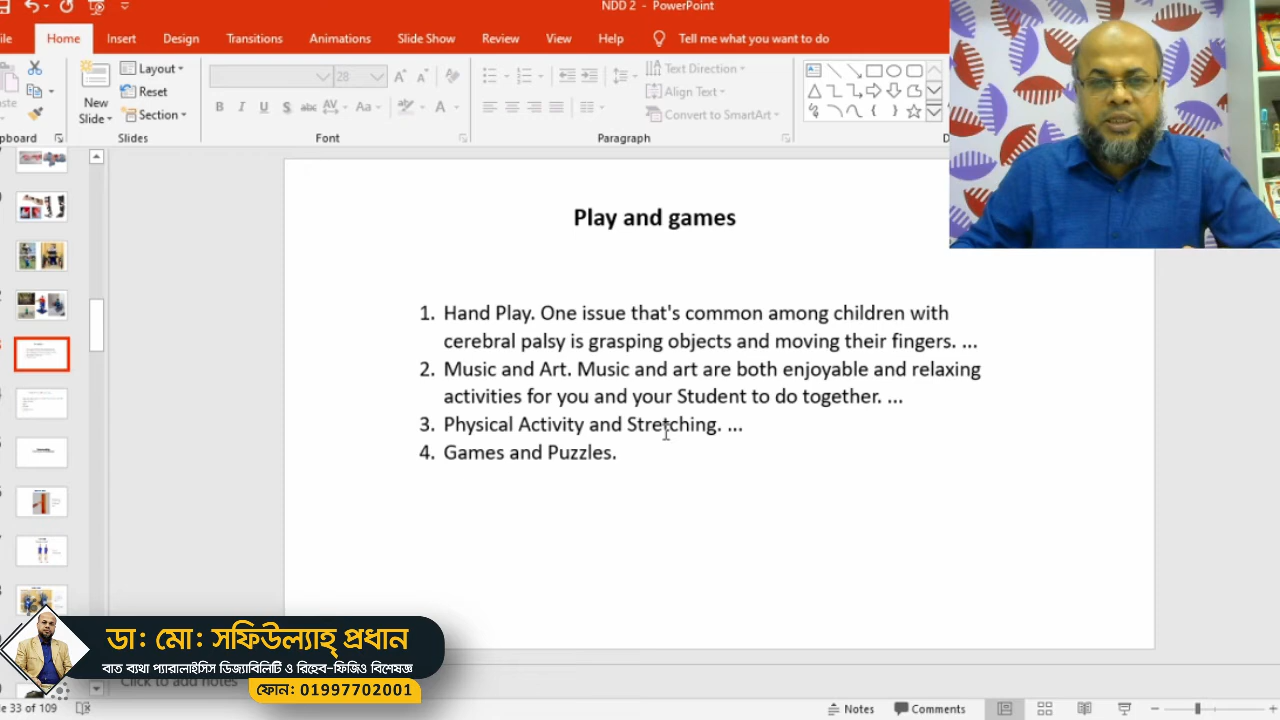 NDD 2 - PowerPoint
Home Insert Design Transitions Animations Slide Show Review View Help Tell me what you want to do
New Slide
Layout
Reset
Section
28
Text Direction
Align Text
Convert to SmartArt
Slides Font Paragraph
Play and games
1. Hand Play. One issue that's common among children with
cerebral palsy is grasping objects and moving their fingers. ...
2. Music and Art. Music and art are both enjoyable and relaxing
activities for you and your Student to do together. ...
3. Physical Activity and Stretching. ...
4. Games and Puzzles.
ডাঃ মোঃ সফিউল্যাহ্ প্রধান
বাত ব্যথা প্যারালাইসিস ডিজ্যাবিলিটি ও রিহেব-ফিজিও বিশেষজ্ঞ
ফোন: 01997702001
Click to add notes
33 of 109
Notes Comments